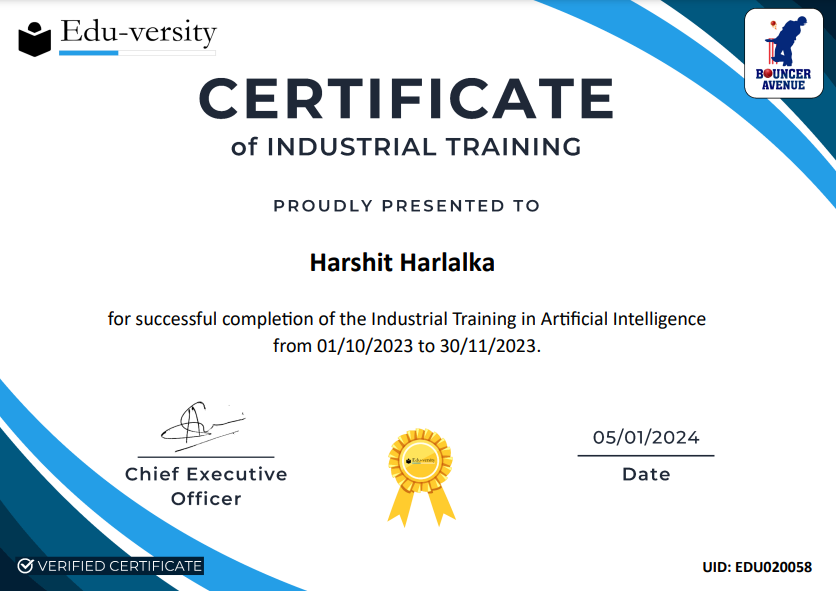 Edu-versity
BOUNCER
AVENUE
CERTIFICATE
of INDUSTRIAL TRAINING
PROUDLY PRESENTED TO
Harshit Harlalka
for successful completion of the Industrial Training in Artificial Intelligence
from 01/10/2023 to 30/11/2023.
05/01/2024
Chief Executive
Officer
Edu-versity
Date
VERIFIED CERTIFICATE
UID: EDU020058